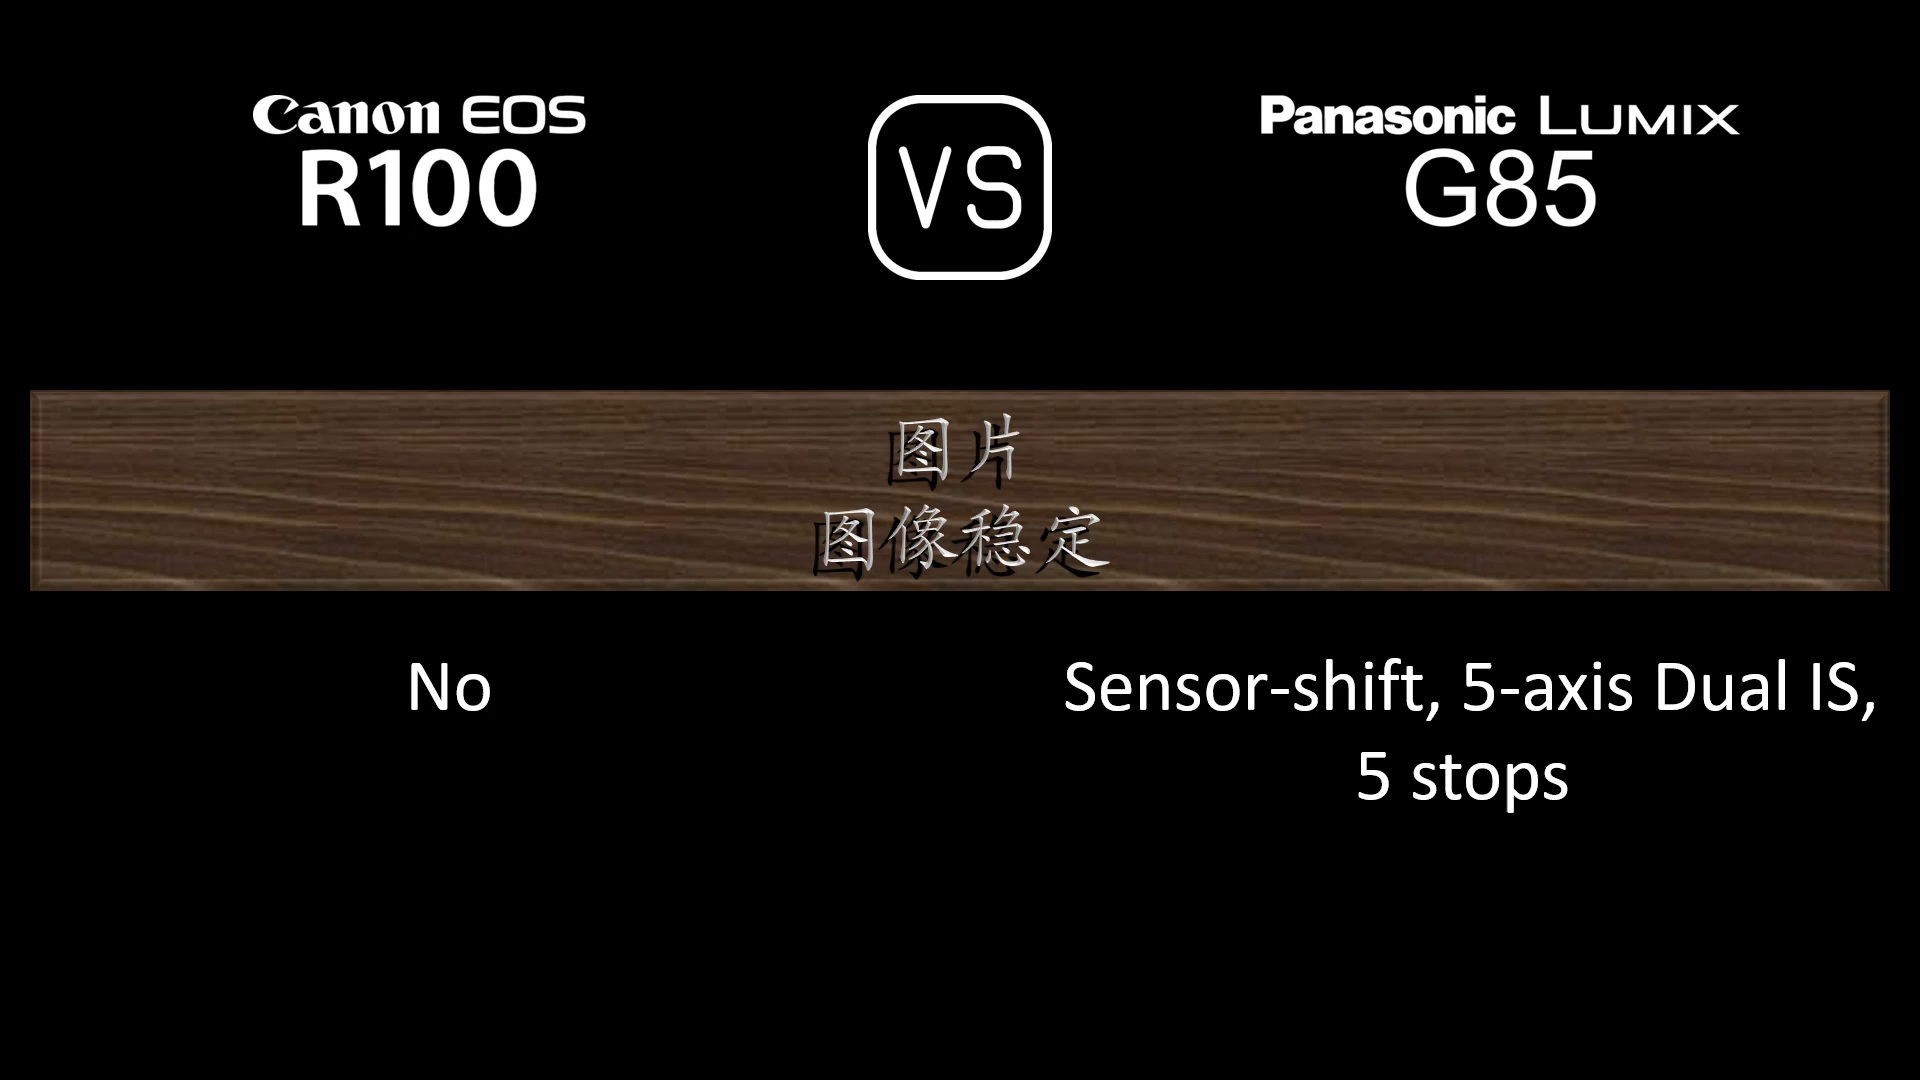 Canon EOS
R100
VS
Panasonic LUMIX
G85
图片
图像稳定
No
Sensor-shift, 5-axis Dual IS,
5 stops